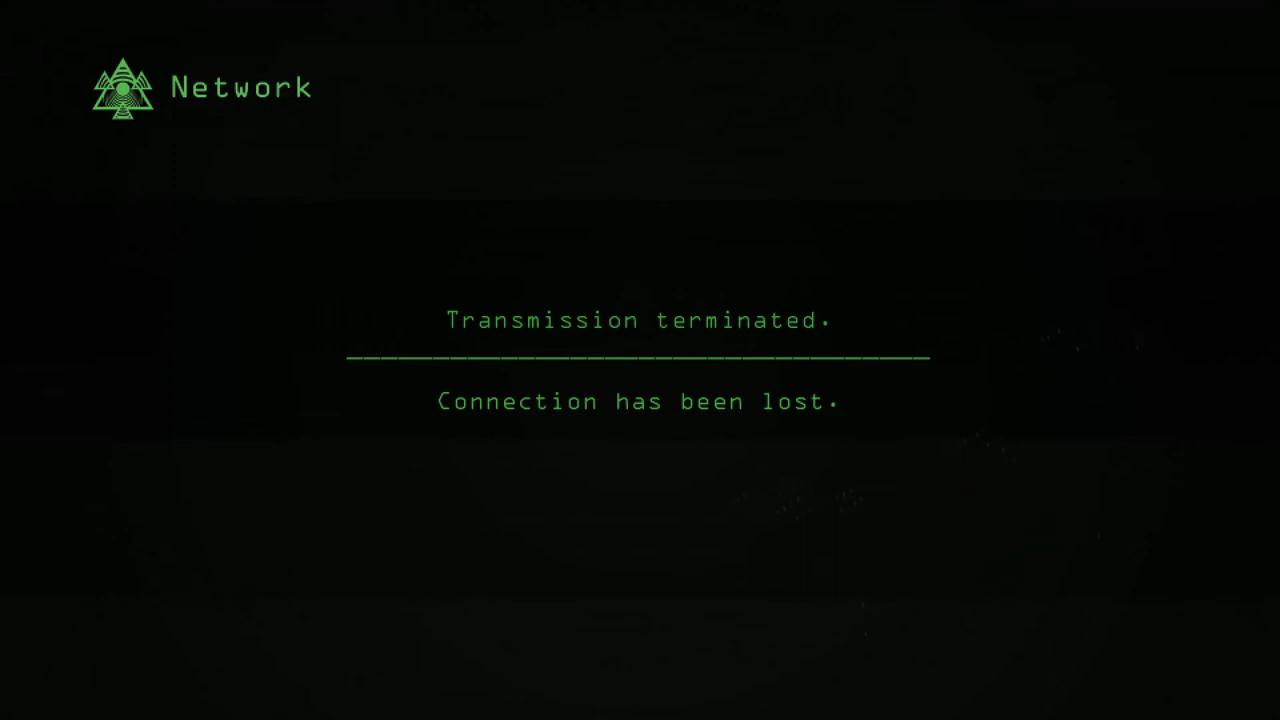 Network
Transmission terminated.
Connection has been lost.